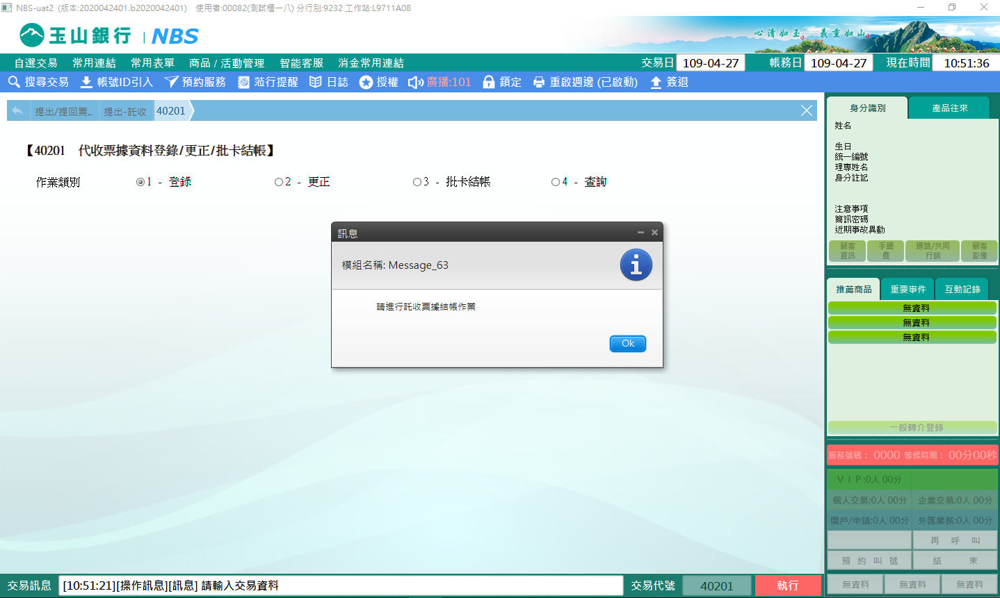 NBS-uat2 (版本:2020042401.b2020042401) 使用者:00082(測試櫃一八) 分行別:9232 工作站:L9711A08
玉山銀行 | NBS
心清如玉。 義重如山。
自選交易 常用連結 常用表單 商品 / 活動管理 智能客服 消金常用連結 交易日 109-04-27 帳務日 109-04-27 現在時間 10:51:36
搜尋交易 帳號ID引入 預約服務 蒞行提醒 日誌 授權 廣播:101 鎖定 重啟週邊 (已啟動) 簽退
提出/提回票.. 提出-託收 40201
【40201 代收票據資料登錄/更正/批卡結帳】
作業類別 1 - 登錄 2 - 更正 3 - 批卡結帳 4 - 查詢
訊息
模組名稱: Message_63
請進行託收票據結帳作業
Ok
身分識別 產品往來
姓名
生日
統一編號
理專姓名
身分註記
注意事項
簡訊密碼
近期事故異動
顧客資訊 手續費 通路/共同行銷 顧客影像
推薦商品 重要事件 互動記錄
無資料
無資料
無資料
一般轉介登錄
服務號碼： 0000 等候時間： 00分00秒
ＶＩＰ:0人 00分
個人交易:0人 00分 企業交易:0人 00分
開戶/申請:0人 00分 外匯業務:0人 00分
再 呼 叫
預 約 叫 號 結 束
無資料 無資料 無資料
交易訊息 [10:51:21][操作訊息][訊息] 請輸入交易資料 交易代號 40201 執行